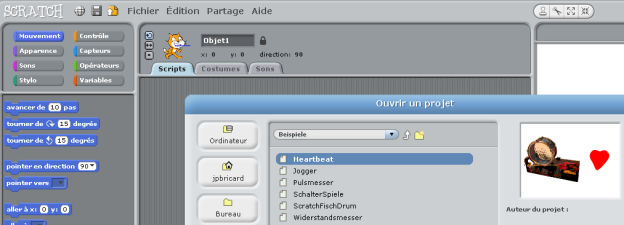 SCRATCH Fichier Édition Partage Aide
Mouvement Contrôle
Apparence Capteurs
Sons Opérateurs
Stylo Variables
Objet1
x: 0 y: 0 direction: 90
Scripts Costumes Sons
avancer de 10 pas
tourner de 15 degrés
tourner de 15 degrés
pointer en direction 90
pointer vers
aller à x: 0 y: 0
Ouvrir un projet
Ordinateur
jpbricard
Bureau
Beispiele
Heartbeat
Jogger
Pulsmesser
SchalterSpiele
ScratchFischDrum
Widerstandsmesser
Auteur du projet :